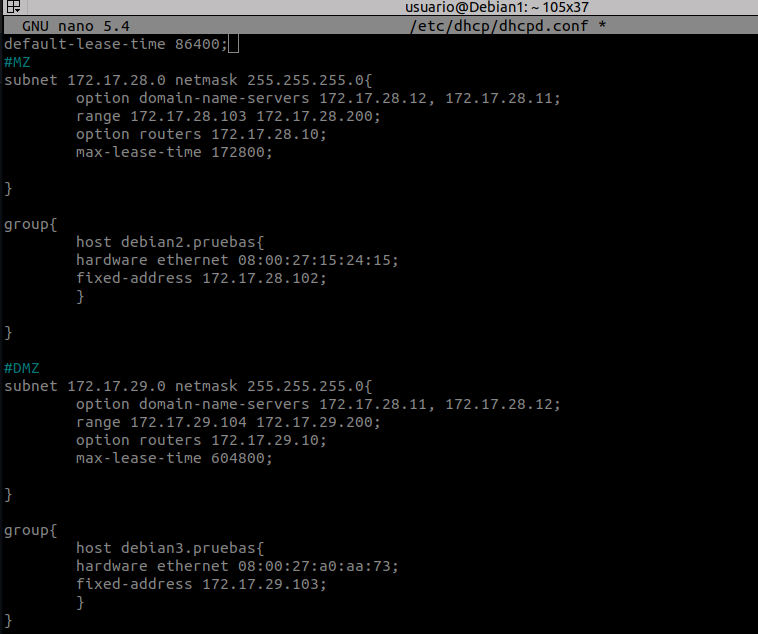 usuario@Debian1: ~ 105x37
GNU nano 5.4 /etc/dhcp/dhcpd.conf *
default-lease-time 86400;
#MZ
subnet 172.17.28.0 netmask 255.255.255.0{
        option domain-name-servers 172.17.28.12, 172.17.28.11;
        range 172.17.28.103 172.17.28.200;
        option routers 172.17.28.10;
        max-lease-time 172800;
}
group{
        host debian2.pruebas{
        hardware ethernet 08:00:27:15:24:15;
        fixed-address 172.17.28.102;
        }
}
#DMZ
subnet 172.17.29.0 netmask 255.255.255.0{
        option domain-name-servers 172.17.28.11, 172.17.28.12;
        range 172.17.29.104 172.17.29.200;
        option routers 172.17.29.10;
        max-lease-time 604800;
}
group{
        host debian3.pruebas{
        hardware ethernet 08:00:27:a0:aa:73;
        fixed-address 172.17.29.103;
        }
}